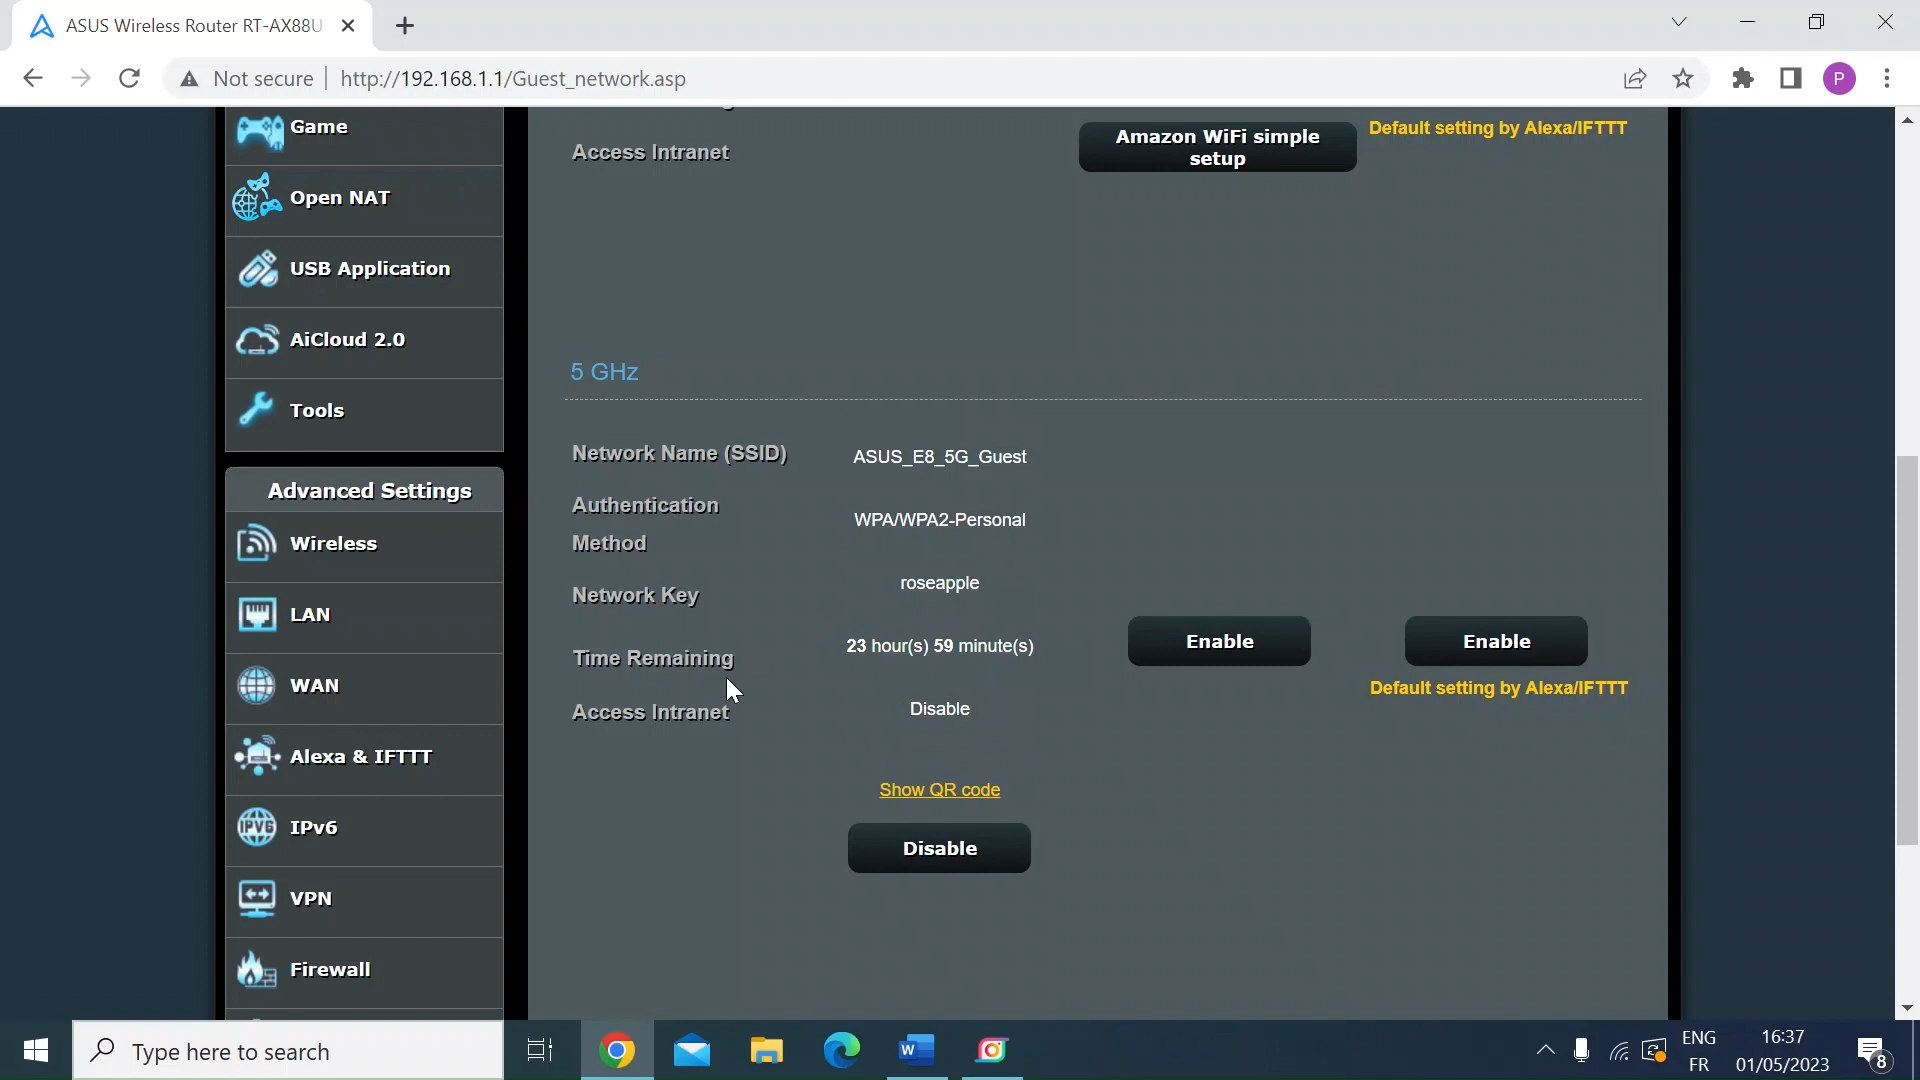 ASUS Wireless Router RT-AX88U
Not secure
http://192.168.1.1/Guest_network.asp
P
Game
Open NAT
USB Application
AiCloud 2.0
Tools
Advanced Settings
Wireless
LAN
WAN
Alexa & IFTTT
IPv6
VPN
Firewall
Access Intranet
Amazon WiFi simple
setup
Default setting by Alexa/IFTTT
5 GHz
Network Name (SSID)
ASUS_E8_5G_Guest
Authentication
Method
WPA/WPA2-Personal
Network Key
roseapple
Time Remaining
23 hour(s) 59 minute(s)
Enable
Enable
Default setting by Alexa/IFTTT
Access Intranet
Disable
Show QR code
Disable
Type here to search
ENG
FR
16:37
01/05/2023
8